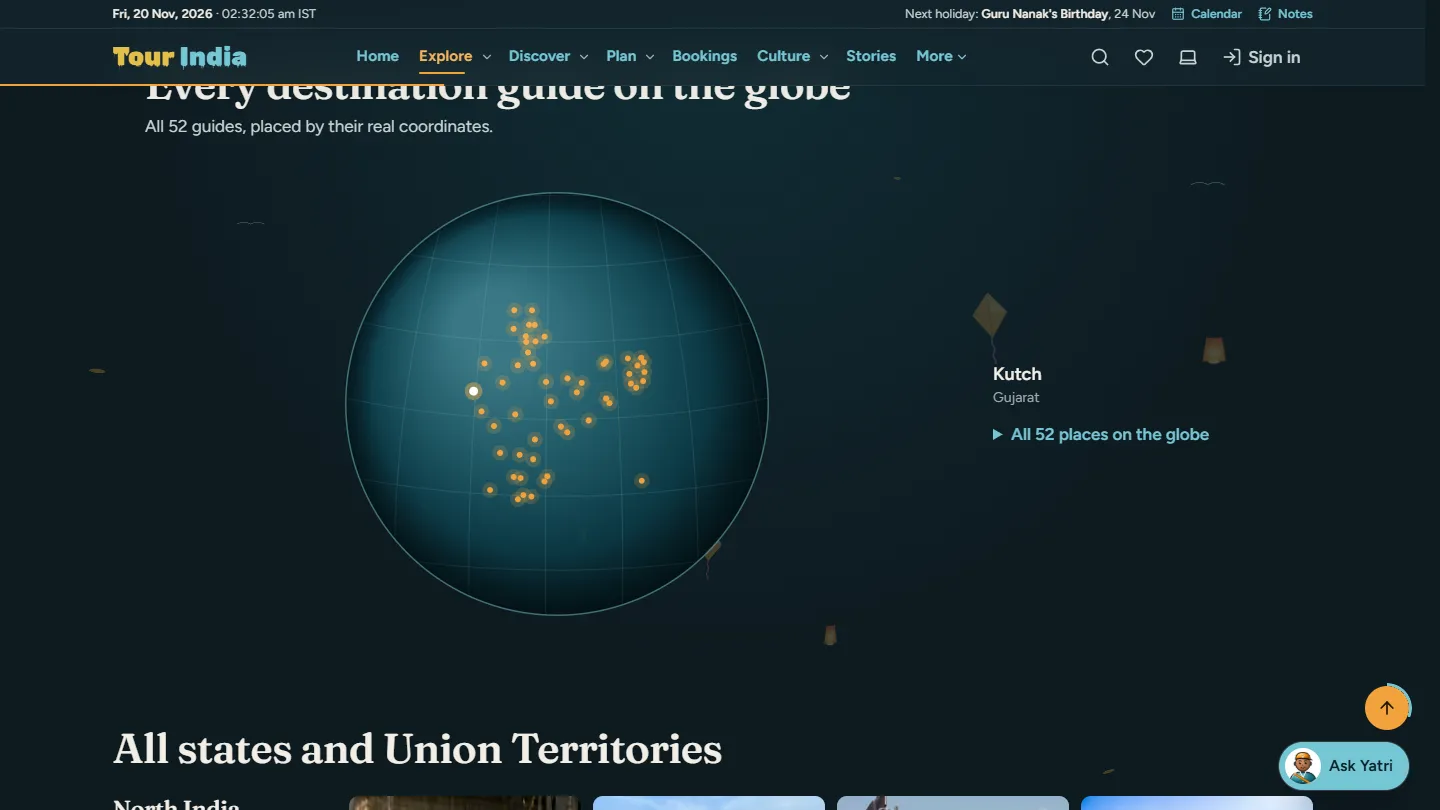 Fri, 20 Nov, 2026 · 02:32:05 am IST
Next holiday: Guru Nanak's Birthday, 24 Nov
Calendar
Notes
Tour India
Home
Explore
Discover
Plan
Bookings
Culture
Stories
More
Sign in
Every destination guide on the globe
All 52 guides, placed by their real coordinates.
Kutch
Gujarat
All 52 places on the globe
All states and Union Territories
North India
Ask Yatri